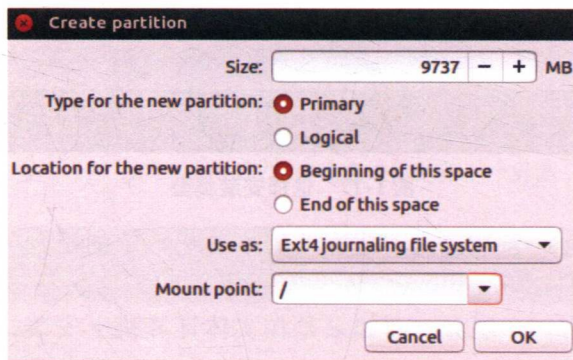 Create partition
Size: 9737 − + MB
Type for the new partition: Primary
Logical
Location for the new partition: Beginning of this space
End of this space
Use as: Ext4 journaling file system
Mount point: /
Cancel OK